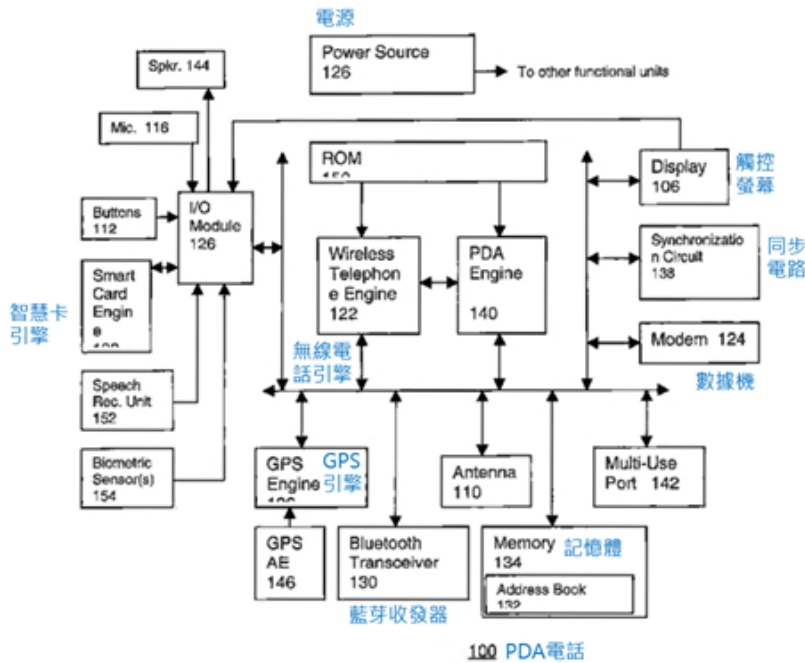 電源
Power Source
126
To other functional units
Spkr. 144
Mic. 116
ROM
Display
106
觸控
螢幕
Buttons
112
I/O
Module
126
Wireless
Telephon
e Engine
122
PDA
Engine
140
Synchronizatio
n Circuit
138
同步
電路
智慧卡
引擎
Smart
Card Engin
e
無線電
話引擎
Modem 124
數據機
Speech
Rec. Unit
152
Biometric
Sensor(s)
154
GPS
Engine
GPS
引擎
Antenna
110
Multi-Use
Port 142
GPS
AE
146
Bluetooth
Transceiver
130
藍芽收發器
Memory
134
記憶體
Address Book
132
100 PDA電話